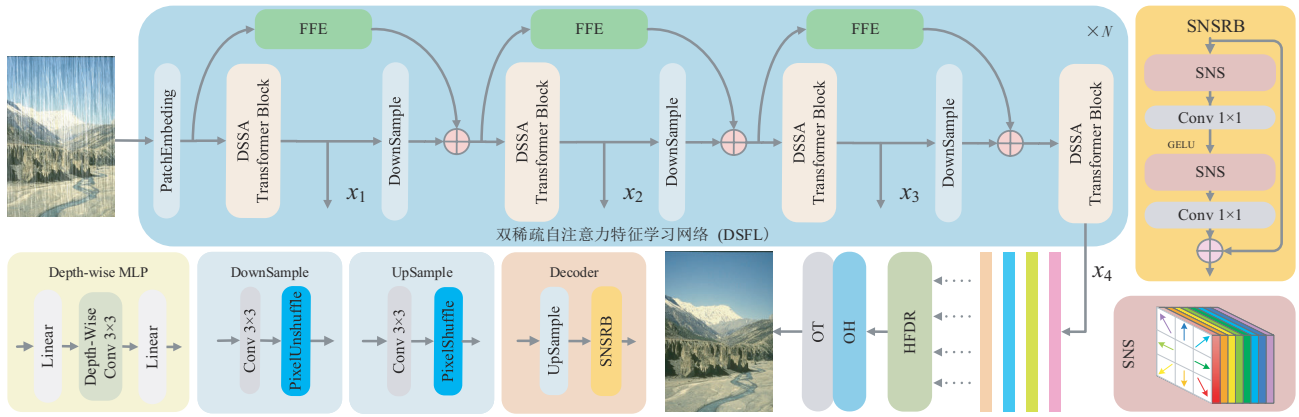 FFE
FFE
FFE
×N
PatchEmbeding
DSSA
Transformer Block
x1
DownSample
DSSA
Transformer Block
x2
DownSample
DSSA
Transformer Block
x3
DownSample
DSSA
Transformer Block
双稀疏自注意力特征学习网络 (DSFL)
SNSRB
SNS
Conv 1×1
GELU
SNS
Conv 1×1
Depth-wise MLP
Linear
Depth-Wise
Conv 3×3
Linear
DownSample
Conv 3×3
PixelUnshuffle
UpSample
Conv 3×3
PixelShuffle
Decoder
UpSample
SNSRB
OT
OH
HFDR
x4
SNS